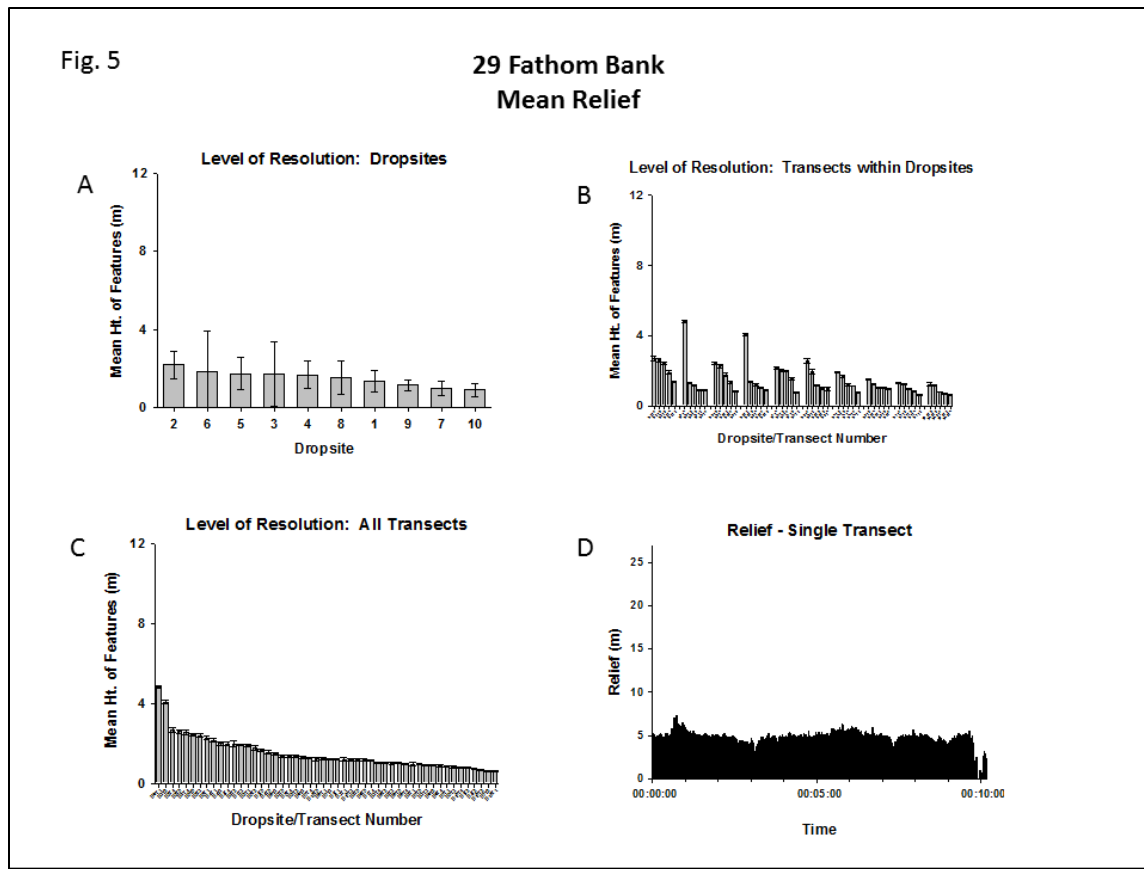 Fig. 5
29 Fathom Bank
Mean Relief
A
Level of Resolution: Dropsites
Mean Ht. of Features (m)
12
8
4
0
2 6 5 3 4 8 1 9 7 10
Dropsite
B
Level of Resolution: Transects within Dropsites
Mean Ht. of Features (m)
12
8
4
0
Dropsite/Transect Number
C
Level of Resolution: All Transects
Mean Ht. of Features (m)
12
8
4
0
Dropsite/Transect Number
D
Relief - Single Transect
Relief (m)
25
20
15
10
5
0
00:00:00 00:05:00 00:10:00
Time